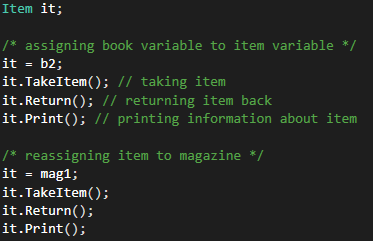 Item it;
/* assigning book variable to item variable */
it = b2;
it.TakeItem(); // taking item
it.Return(); // returning item back
it.Print(); // printing information about item
/* reassigning item to magazine */
it = mag1;
it.TakeItem();
it.Return();
it.Print();